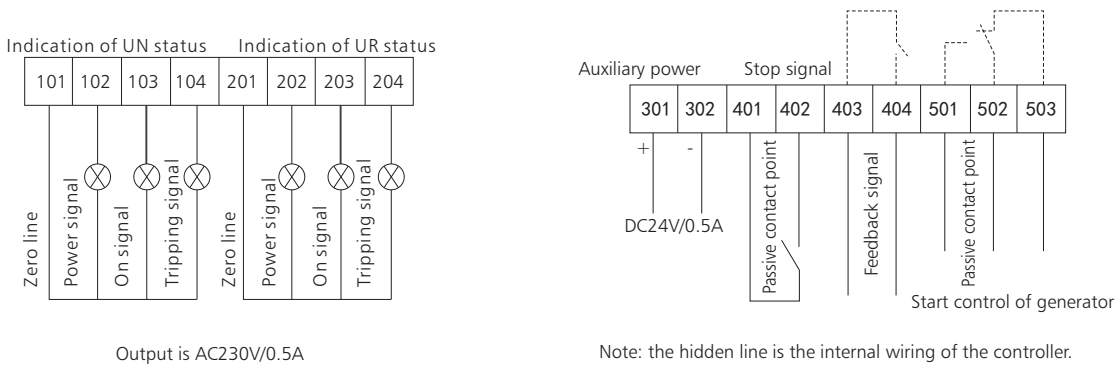 Indication of UN status
Indication of UR status
101 102 103 104 201 202 203 204
Zero line
Power signal
On signal
Tripping signal
Zero line
Power signal
On signal
Tripping signal
Output is AC230V/0.5A
Auxiliary power
Stop signal
301 302 401 402 403 404 501 502 503
+
-
DC24V/0.5A
Passive contact point
Feedback signal
Passive contact point
Start control of generator
Note: the hidden line is the internal wiring of the controller.